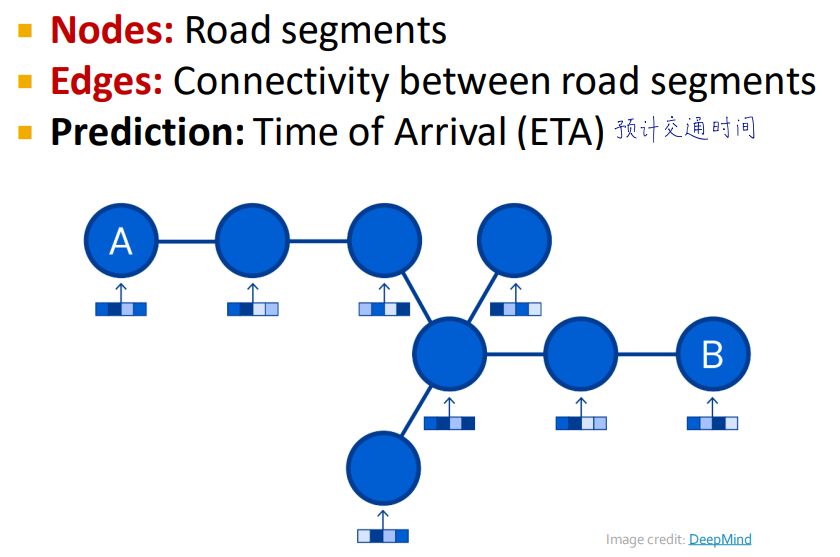 Nodes: Road segments
Edges: Connectivity between road segments
Prediction: Time of Arrival (ETA) 预计交通时间
A
B
Image credit: DeepMind